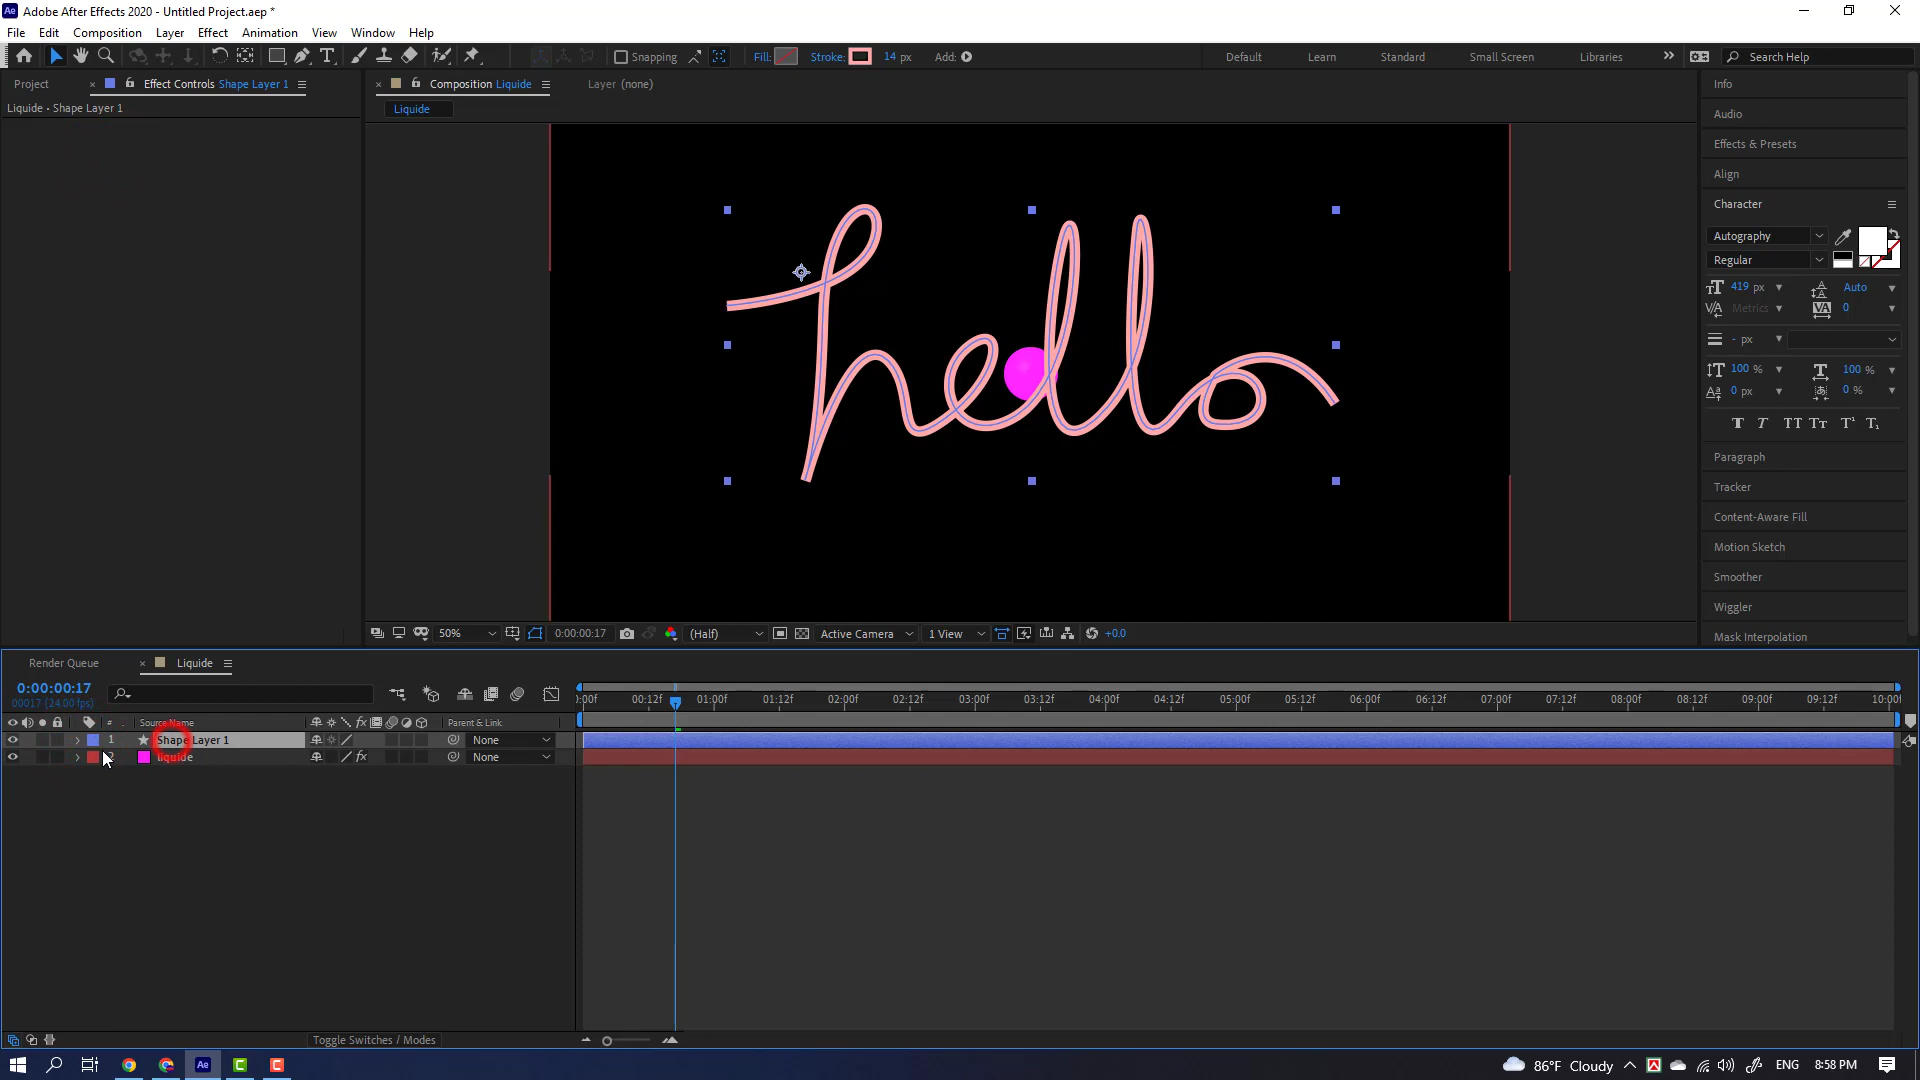 Adobe After Effects 2020 - Untitled Project.aep *
File Edit Composition Layer Effect Animation View Window Help
Snapping Fill: Stroke: 14 px Add: Default Learn Standard Small Screen Libraries Search Help
Project Effect Controls Shape Layer 1 Composition Liquide Layer (none) Info
Liquide • Shape Layer 1 Liquide
Audio
Effects & Presets
Align
Character
Autography
Regular
419 px Auto
Metrics 0
- px
100 % 100 %
0 px 0 %
Paragraph
Tracker
Content-Aware Fill
Motion Sketch
Smoother
Wiggler
Mask Interpolation
hello
50% 0:00:00:17 (Half) Active Camera 1 View +0.0
Render Queue Liquide
0:00:00:17
00017 (24.00 fps)
:00f 00:12f 01:00f 01:12f 02:00f 02:12f 03:00f 03:12f 04:00f 04:12f 05:00f 05:12f 06:00f 06:12f 07:00f 07:12f 08:00f 08:12f 09:00f 09:12f 10:00f
# Source Name Parent & Link
1 Shape Layer 1 None
2 liquide None
Toggle Switches / Modes
86°F Cloudy ENG 8:58 PM